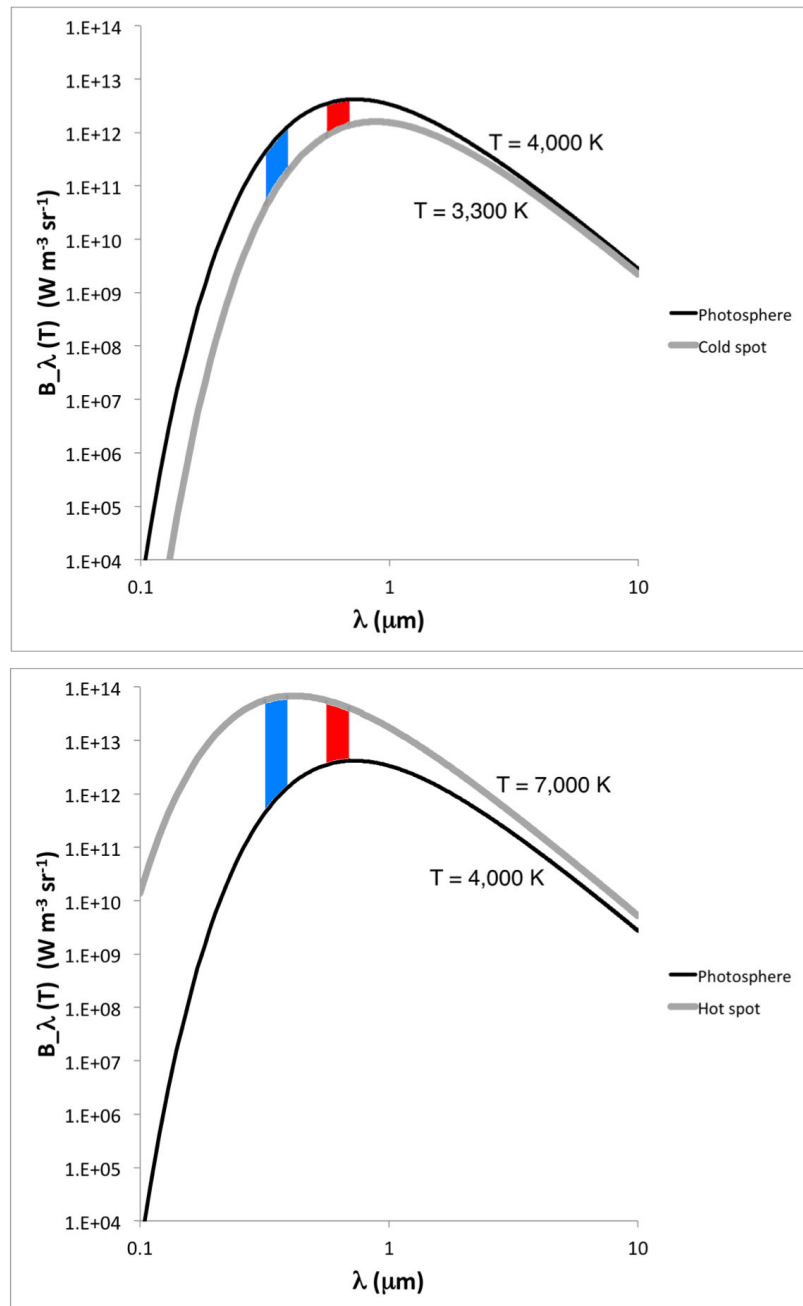 1.E+14
1.E+13
1.E+12
1.E+11
1.E+10
1.E+09
1.E+08
1.E+07
1.E+06
1.E+05
1.E+04
B_λ (T) (W m⁻³ sr⁻¹)
T = 4,000 K
T = 3,300 K
Photosphere
Cold spot
0.1 1 10
λ (μm)
1.E+14
1.E+13
1.E+12
1.E+11
1.E+10
1.E+09
1.E+08
1.E+07
1.E+06
1.E+05
1.E+04
B_λ (T) (W m⁻³ sr⁻¹)
T = 7,000 K
T = 4,000 K
Photosphere
Hot spot
0.1 1 10
λ (μm)